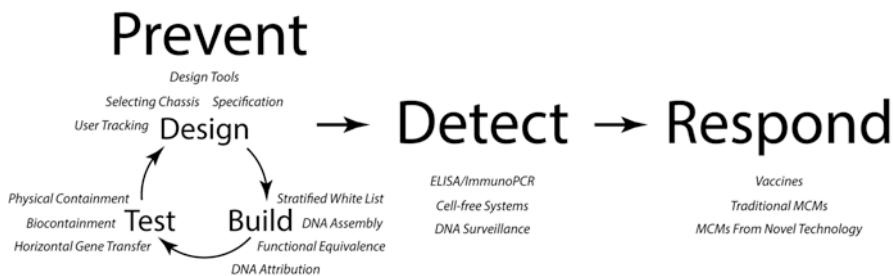 Prevent
Design Tools
Selecting Chassis Specification
User Tracking Design
Physical Containment
Biocontainment Test
Horizontal Gene Transfer
Stratified White List
Build DNA Assembly
Functional Equivalence
DNA Attribution
Detect
ELISA/ImmunoPCR
Cell-free Systems
DNA Surveillance
Respond
Vaccines
Traditional MCMs
MCMs From Novel Technology